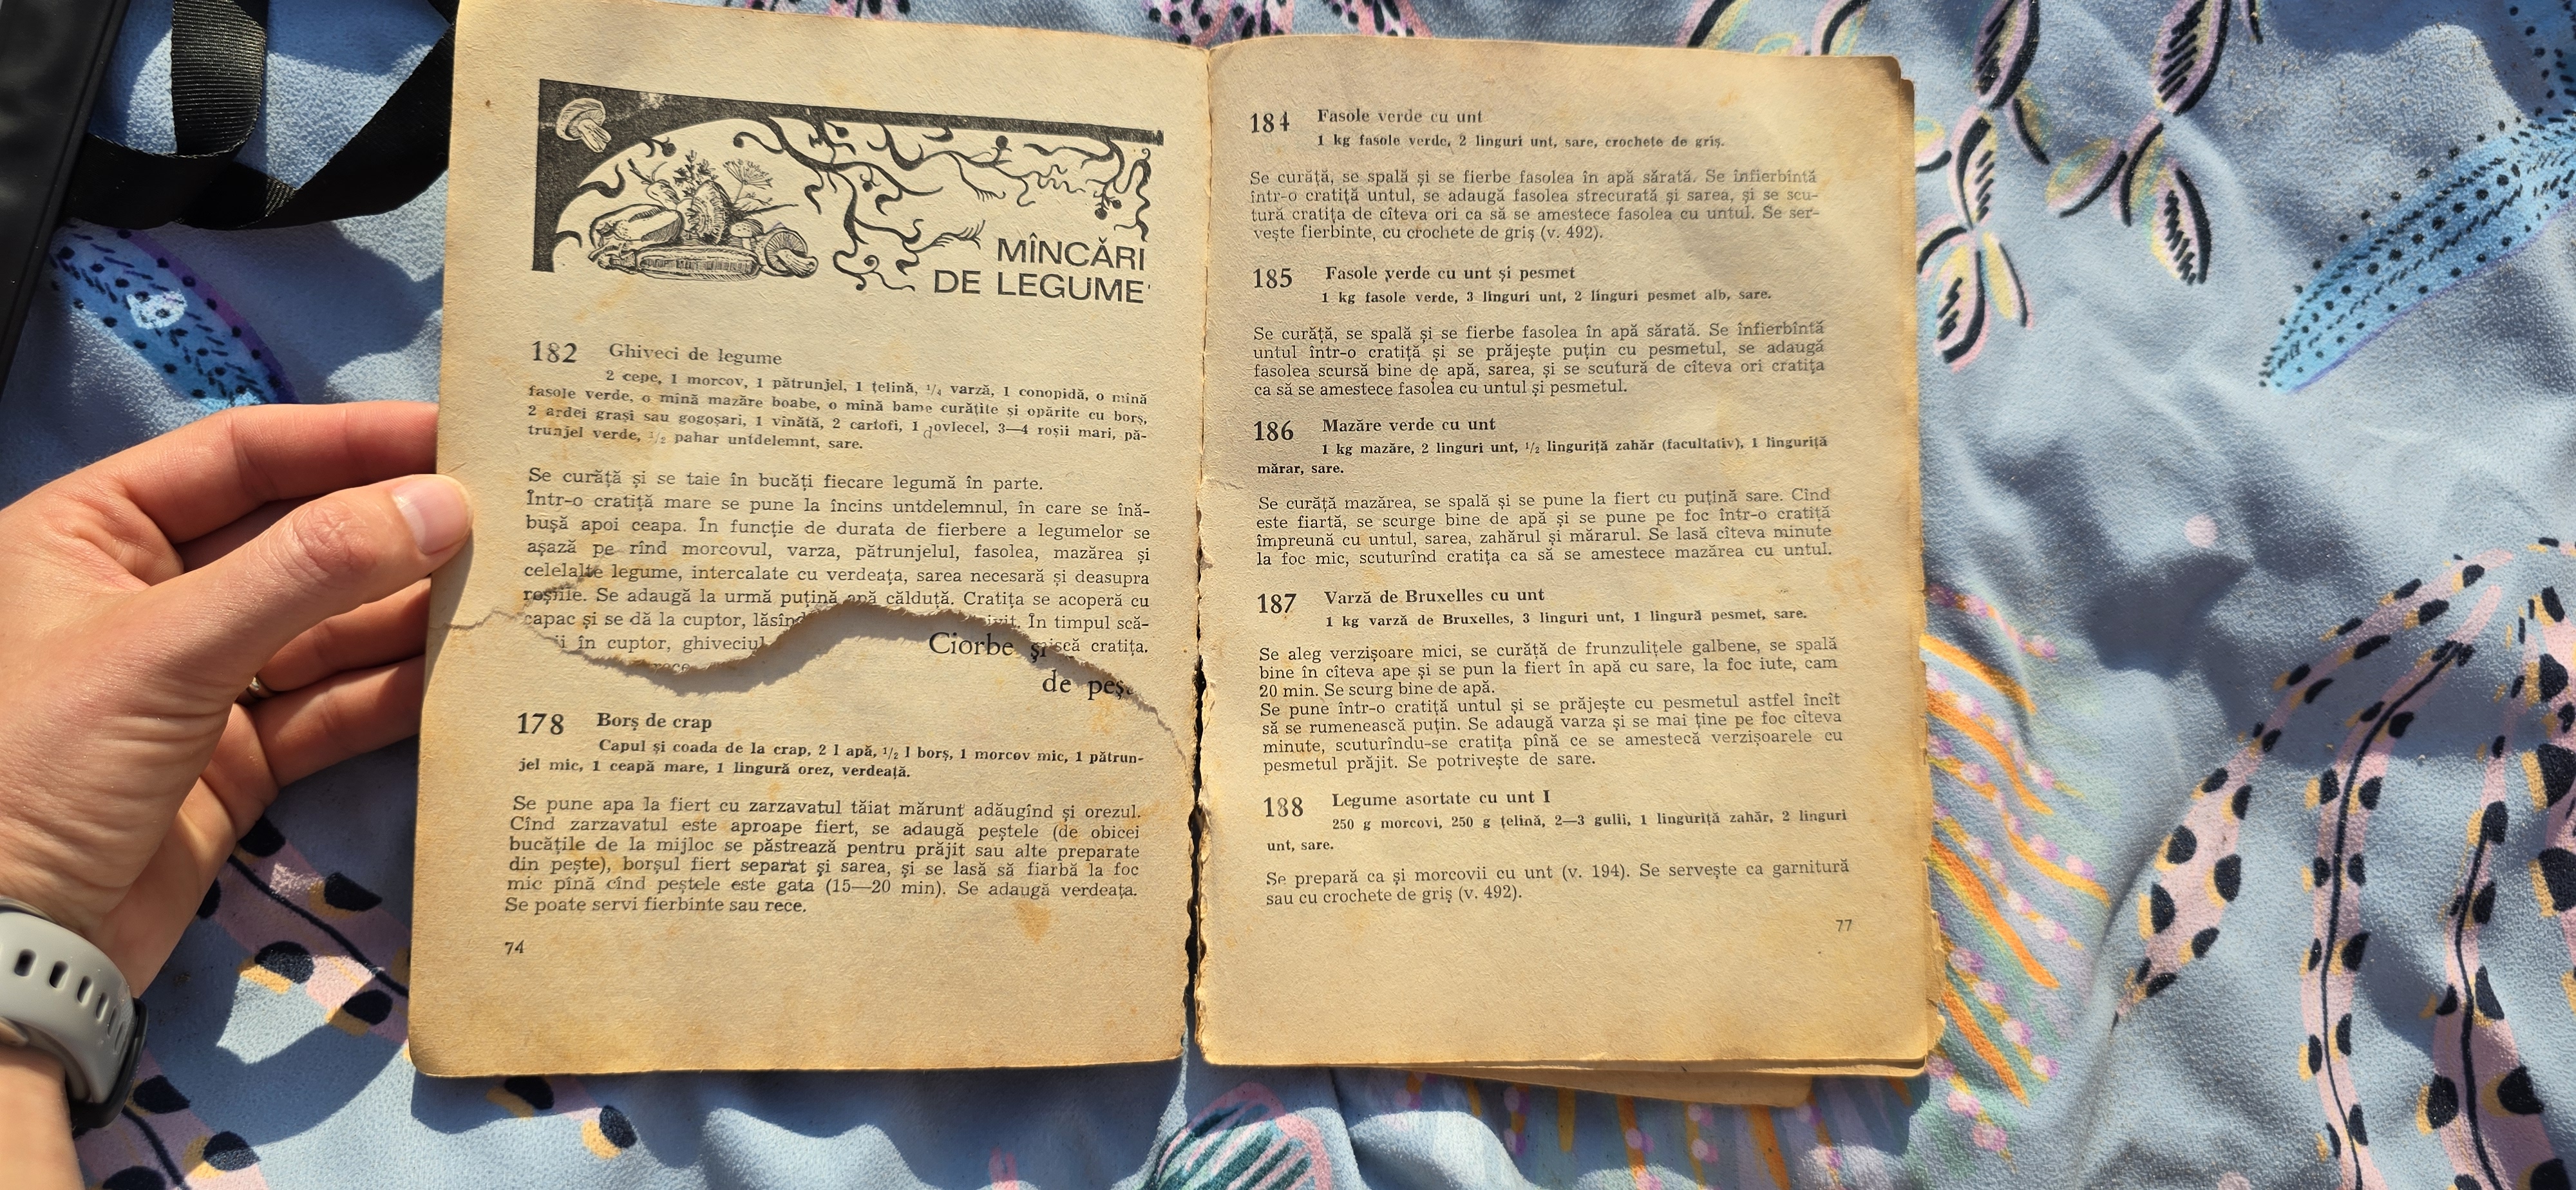 MÎNCĂRI
DE LEGUME
182 Ghiveci de legume
2 cepe, 1 morcov, 1 pătrunjel, 1 țelină, 1/4 varză, 1 conopidă, o mînă
fasole verde, o mînă mazăre boabe, o mînă bame curățite și opărite cu borș,
2 ardei grași sau gogoșari, 1 vînătă, 2 cartofi, 1 dovlecel, 3—4 roșii mari, pă-
trunjel verde, 1/2 pahar untdelemnt, sare.
Se curăță și se taie în bucăți fiecare legumă în parte.
Într-o cratiță mare se pune la încins untdelemnul, în care se înă-
bușă apoi ceapa. În funcție de durata de fierbere a legumelor se
așază pe rînd morcovul, varza, pătrunjelul, fasolea, mazărea și
celelalte legume, intercalate cu verdeața, sarea necesară și deasupra
roșiile. Se adaugă la urmă puțină apă călduță. Cratița se acoperă cu
capac și se dă la cuptor, În timpul scă-
în cuptor, ghiveciul cratița.
Ciorbe și
de
178 Borș de crap
Capul și coada de la crap, 2 l apă, 1/2 l borș, 1 morcov mic, 1 pătrun-
jel mic, 1 ceapă mare, 1 lingură orez, verdeață.
Se pune apa la fiert cu zarzavatul tăiat mărunt adăugînd și orezul.
Cînd zarzavatul este aproape fiert, se adaugă peștele (de obicei
bucățile de la mijloc se păstrează pentru prăjit sau alte preparate
din pește), borșul fiert separat și sarea, și se lasă să fiarbă la foc
mic pînă cînd peștele este gata (15—20 min). Se adaugă verdeața.
Se poate servi fierbinte sau rece.
74
184 Fasole verde cu unt
1 kg fasole verde, 2 linguri unt, sare, crochete de griș.
Se curăță, se spală și se fierbe fasolea în apă sărată. Se înfierbîntă
într-o cratiță untul, se adaugă fasolea strecurată și sarea, și se scu-
tură cratița de cîteva ori ca să se amestece fasolea cu untul. Se ser-
vește fierbinte, cu crochete de griș (v. 492).
185 Fasole verde cu unt și pesmet
1 kg fasole verde, 3 linguri unt, 2 linguri pesmet alb, sare.
Se curăță, se spală și se fierbe fasolea în apă sărată. Se înfierbîntă
untul într-o cratiță și se prăjește puțin cu pesmetul, se adaugă
fasolea scursă bine de apă, sarea, și se scutură de cîteva ori cratița
ca să se amestece fasolea cu untul și pesmetul.
186 Mazăre verde cu unt
1 kg mazăre, 2 linguri unt, 1/2 linguriță zahăr (facultativ), 1 linguriță
mărar, sare.
Se curăță mazărea, se spală și se pune la fiert cu puțină sare. Cînd
este fiartă, se scurge bine de apă și se pune pe foc într-o cratiță
împreună cu untul, sarea, zahărul și mărarul. Se lasă cîteva minute
la foc mic, scuturînd cratița ca să se amestece mazărea cu untul.
187 Varză de Bruxelles cu unt
1 kg varză de Bruxelles, 3 linguri unt, 1 lingură pesmet, sare.
Se aleg verzișoare mici, se curăță de frunzulițele galbene, se spală
bine în cîteva ape și se pun la fiert în apă cu sare, la foc iute, cam
20 min. Se scurg bine de apă.
Se pune într-o cratiță untul și se prăjește cu pesmetul astfel încît
să se rumenească puțin. Se adaugă varza și se mai ține pe foc cîteva
minute, scuturîndu-se cratița pînă ce se amestecă verzișoarele cu
pesmetul prăjit. Se potrivește de sare.
188 Legume asortate cu unt I
250 g morcovi, 250 g țelină, 2—3 gulii, 1 linguriță zahăr, 2 linguri
unt, sare.
Se prepară ca și morcovii cu unt (v. 194). Se servește ca garnitură
sau cu crochete de griș (v. 492).
77